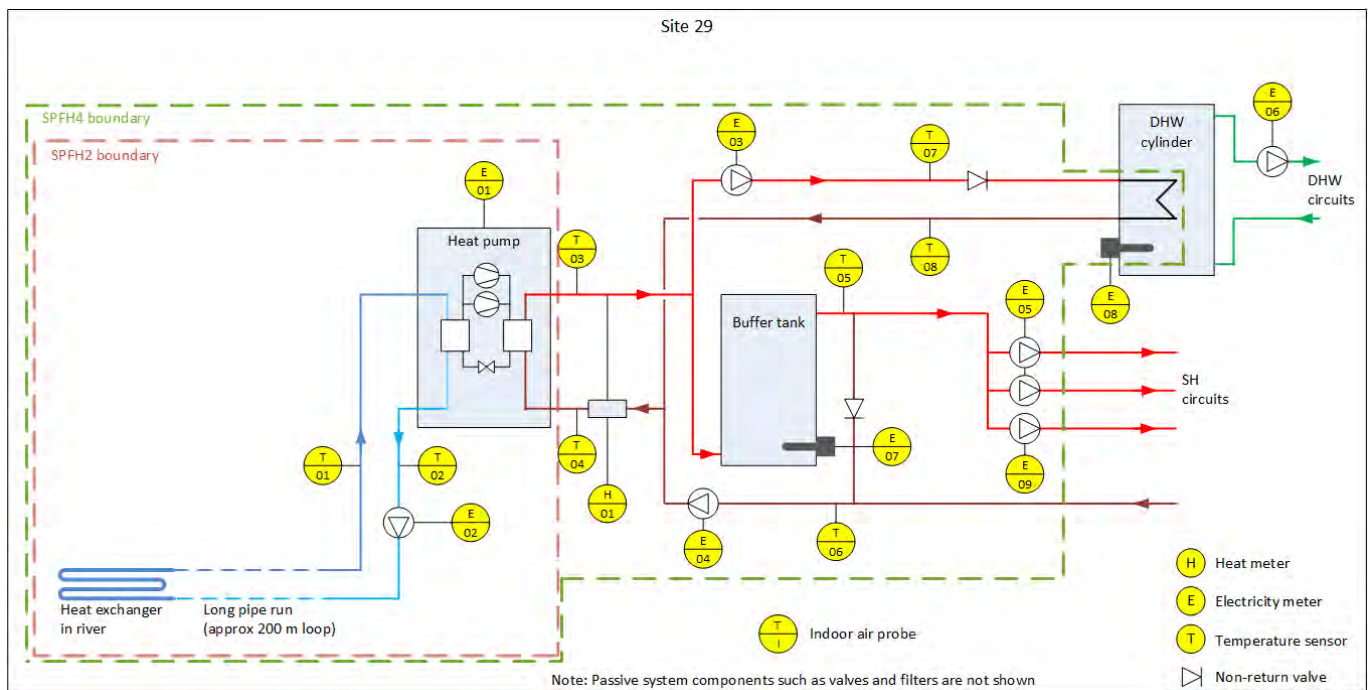 Site 29
SPFH4 boundary
SPFH2 boundary
E
01
E
03
T
07
DHW
cylinder
E
06
DHW
circuits
Heat pump
T
03
T
08
T
05
E
08
E
05
Buffer tank
SH
circuits
T
04
T
01
T
02
E
07
E
09
H
01
E
02
E
04
T
06
Heat exchanger
in river
Long pipe run
(approx 200 m loop)
T
I
Indoor air probe
H
Heat meter
E
Electricity meter
T
Temperature sensor
Non-return valve
Note: Passive system components such as valves and filters are not shown